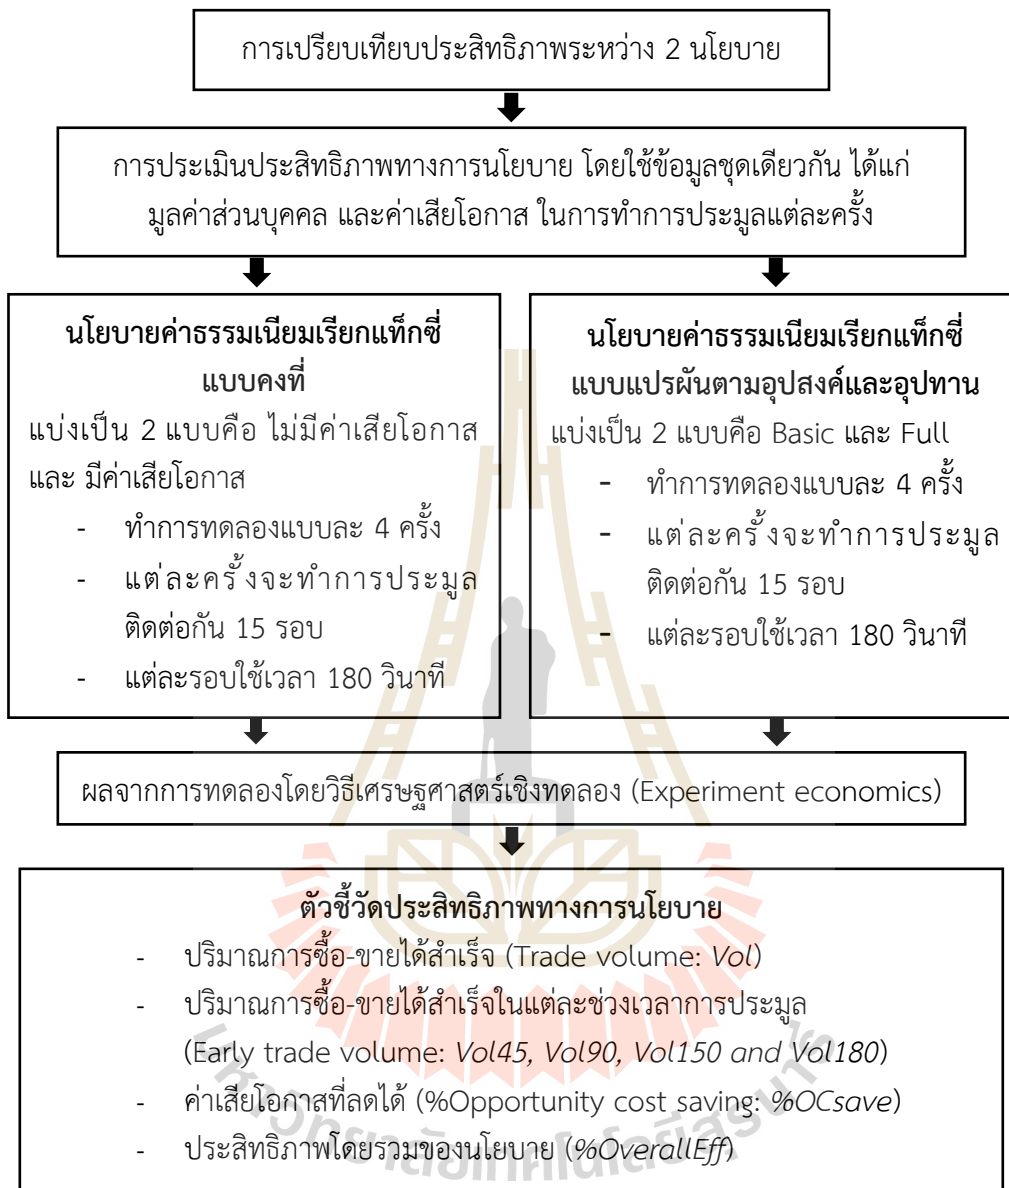 การเปรียบเทียบประสิทธิภาพระหว่าง 2 นโยบาย
การประเมินประสิทธิภาพทางการนโยบาย โดยใช้ข้อมูลชุดเดียวกัน ได้แก่
มูลค่าส่วนบุคคล และค่าเสียโอกาส ในการทำการประมูลแต่ละครั้ง
นโยบายค่าธรรมเนียมเรียกแท็กซี่
แบบคงที่
แบ่งเป็น 2 แบบคือ ไม่มีค่าเสียโอกาส
และ มีค่าเสียโอกาส
- ทำการทดลองแบบละ 4 ครั้ง
- แต่ละครั้งจะทำการประมูล
ติดต่อกัน 15 รอบ
- แต่ละรอบใช้เวลา 180 วินาที
นโยบายค่าธรรมเนียมเรียกแท็กซี่
แบบแปรผันตามอุปสงค์และอุปทาน
แบ่งเป็น 2 แบบคือ Basic และ Full
- ทำการทดลองแบบละ 4 ครั้ง
- แต่ละครั้งจะทำการประมูล
ติดต่อกัน 15 รอบ
- แต่ละรอบใช้เวลา 180 วินาที
ผลจากการทดลองโดยวิธีเศรษฐศาสตร์เชิงทดลอง (Experiment economics)
ตัวชี้วัดประสิทธิภาพทางการนโยบาย
- ปริมาณการซื้อ-ขายได้สำเร็จ (Trade volume: Vol)
- ปริมาณการซื้อ-ขายได้สำเร็จในแต่ละช่วงเวลาการประมูล
(Early trade volume: Vol45, Vol90, Vol150 and Vol180)
- ค่าเสียโอกาสที่ลดได้ (%Opportunity cost saving: %OCsave)
- ประสิทธิภาพโดยรวมของนโยบาย (%OverallEff)
มหาวิทยาลัยเทคโนโลยีสุรนารี